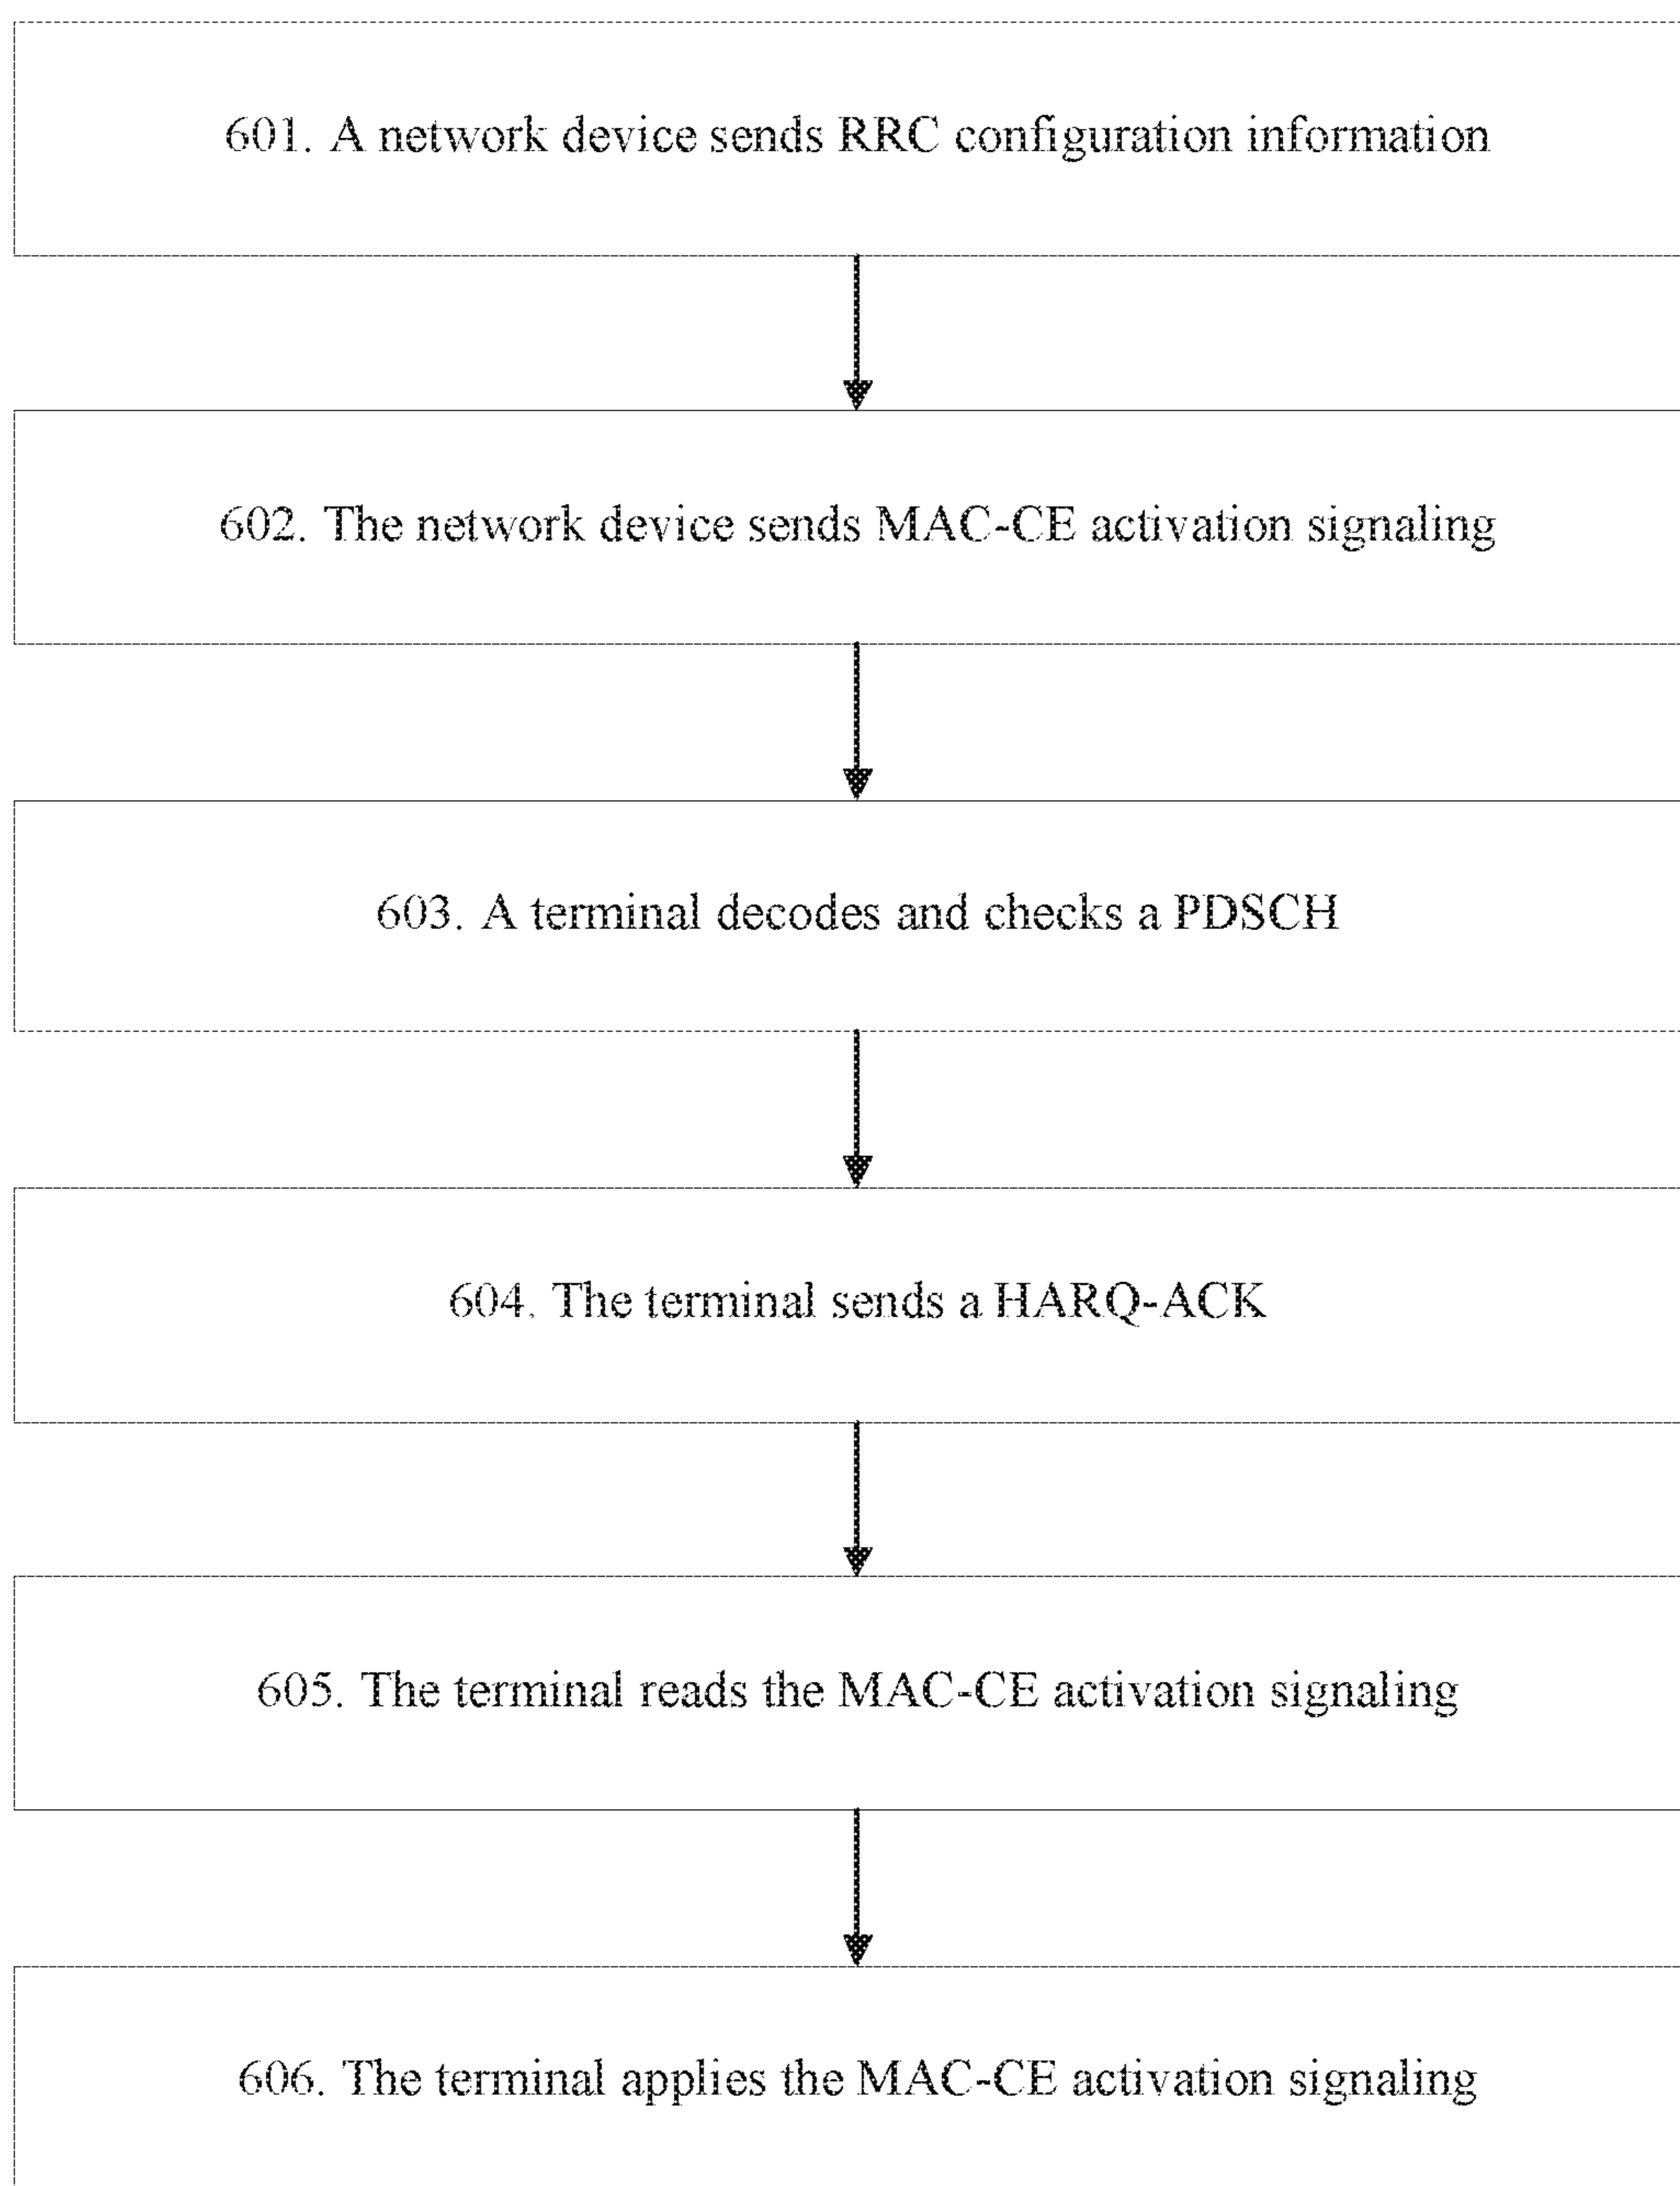 601. A network device sends RRC configuration information
602. The network device sends MAC-CE activation signaling
603. A terminal decodes and checks a PDSCH
604. The terminal sends a HARQ-ACK
605. The terminal reads the MAC-CE activation signaling
606. The terminal applies the MAC-CE activation signaling